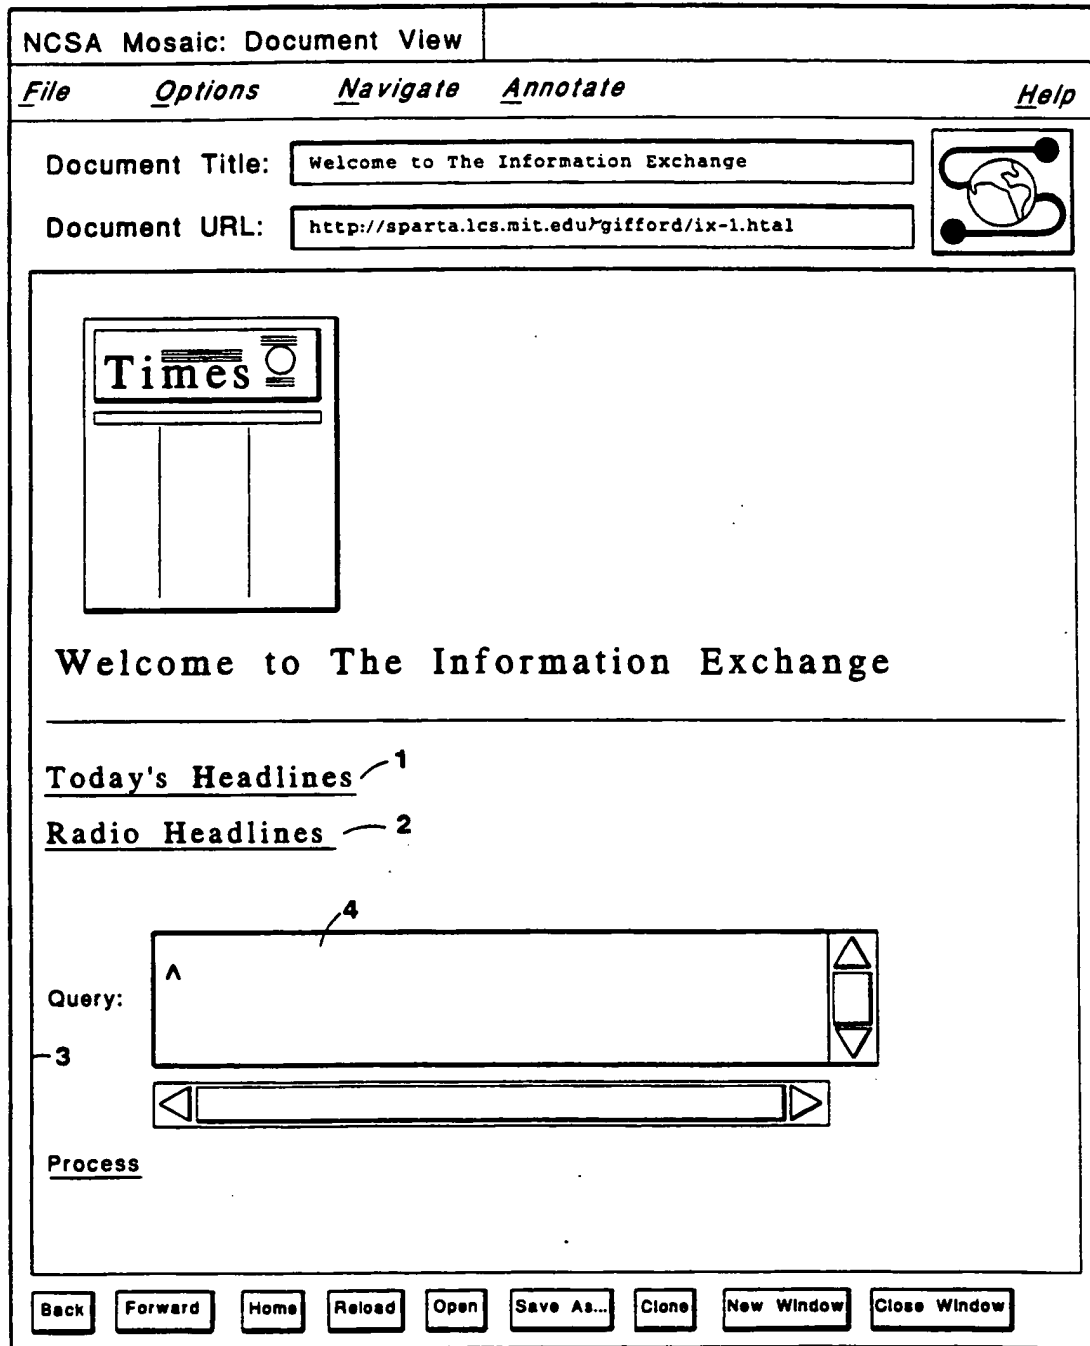 NCSA Mosaic: Document View
File Options Navigate Annotate Help
Document Title: Welcome to The Information Exchange
Document URL: http://sparta.lcs.mit.edu/~gifford/ix-1.htal
Times
Welcome to The Information Exchange
Today's Headlines 1
Radio Headlines 2
4
^
Query:
3
Process
Back Forward Home Reload Open Save As... Clone New Window Close Window